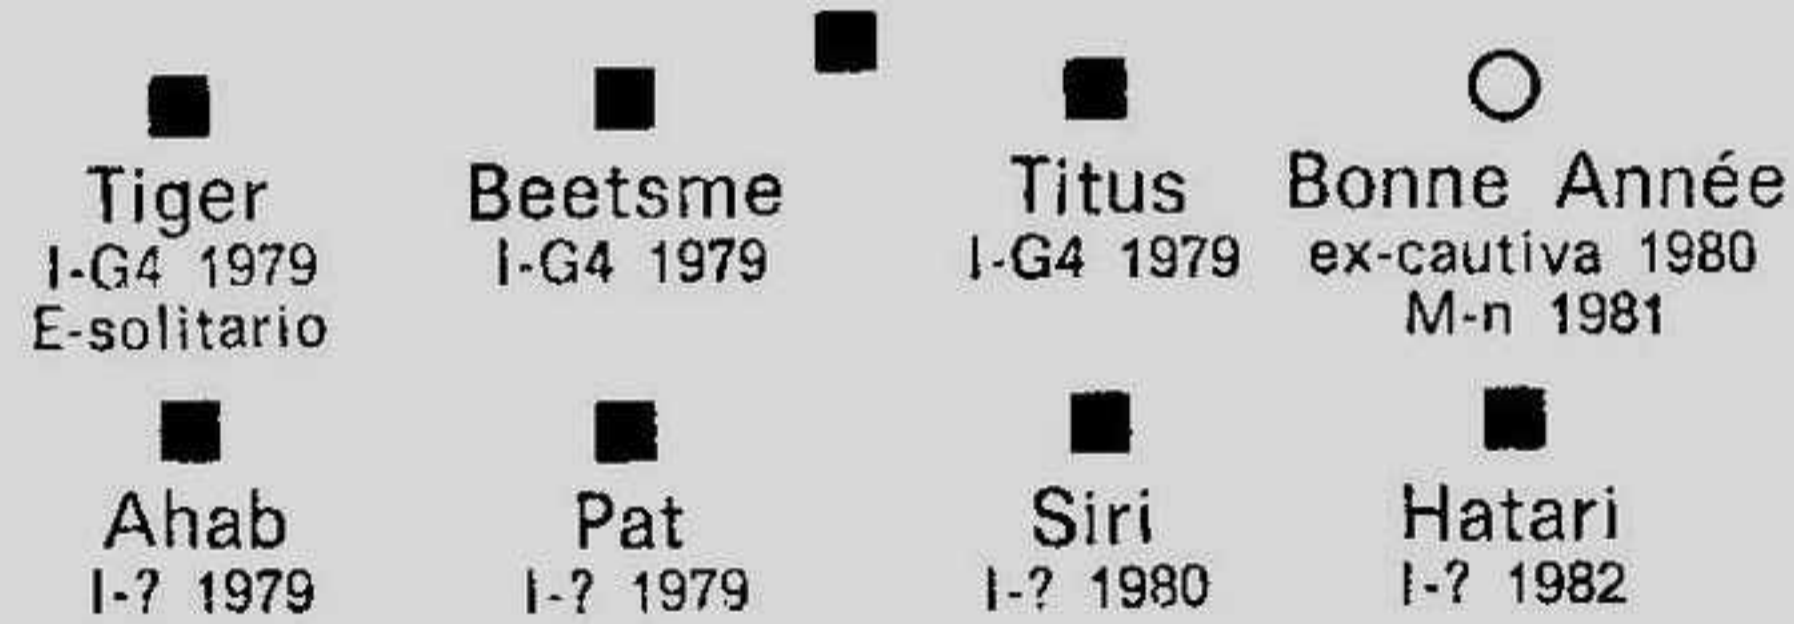 Tiger Beetsme Titus Bonne Année
I-G4 1979 I-G4 1979 I-G4 1979 ex-cautiva 1980
E-solitario M-n 1981
Ahab Pat Siri Hatari
I-? 1979 I-? 1979 I-? 1980 I-? 1982